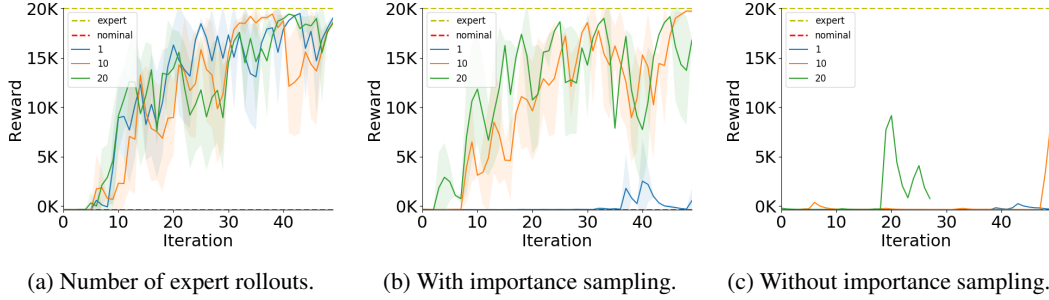 20K
15K
10K
5K
0K
Reward
expert
nominal
1
10
20
0 10 20 30 40
Iteration
(a) Number of expert rollouts.
20K
15K
10K
5K
0K
Reward
expert
nominal
1
10
20
0 10 20 30 40
Iteration
(b) With importance sampling.
20K
15K
10K
5K
0K
Reward
expert
nominal
1
10
20
0 10 20 30 40
Iteration
(c) Without importance sampling.